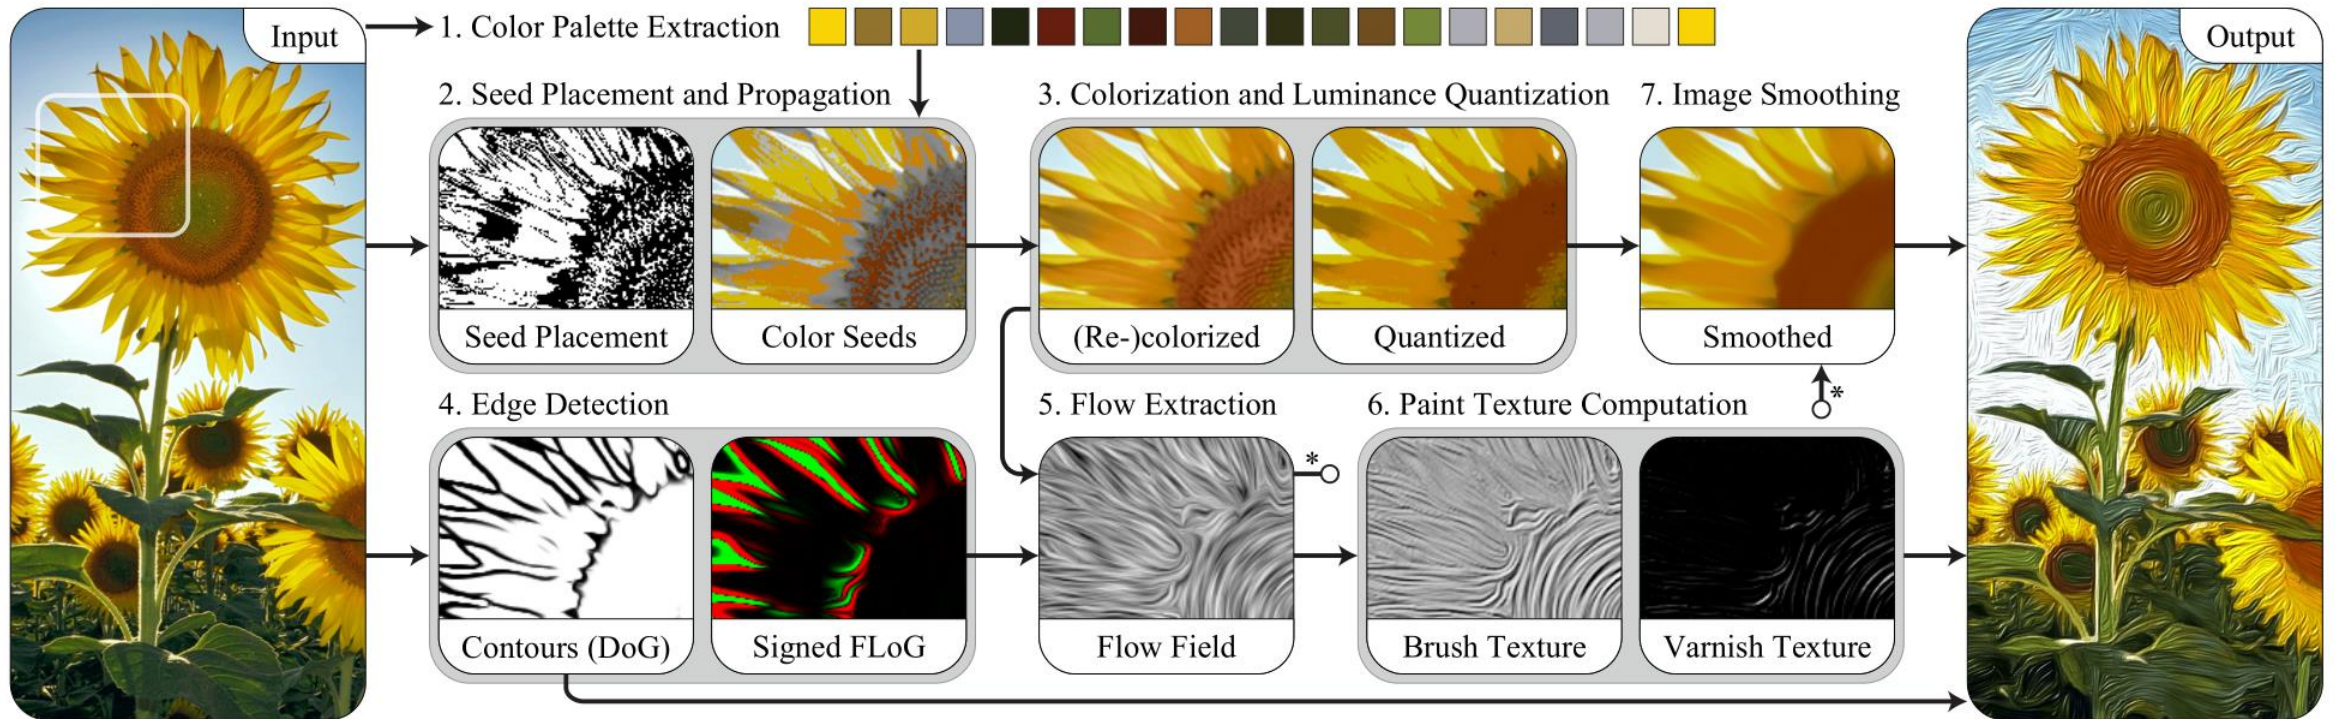 Input
1. Color Palette Extraction
Output
2. Seed Placement and Propagation
3. Colorization and Luminance Quantization
7. Image Smoothing
Seed Placement
Color Seeds
(Re-)colorized
Quantized
Smoothed
*
4. Edge Detection
5. Flow Extraction
6. Paint Texture Computation
*
Contours (DoG)
Signed FLoG
Flow Field
Brush Texture
Varnish Texture